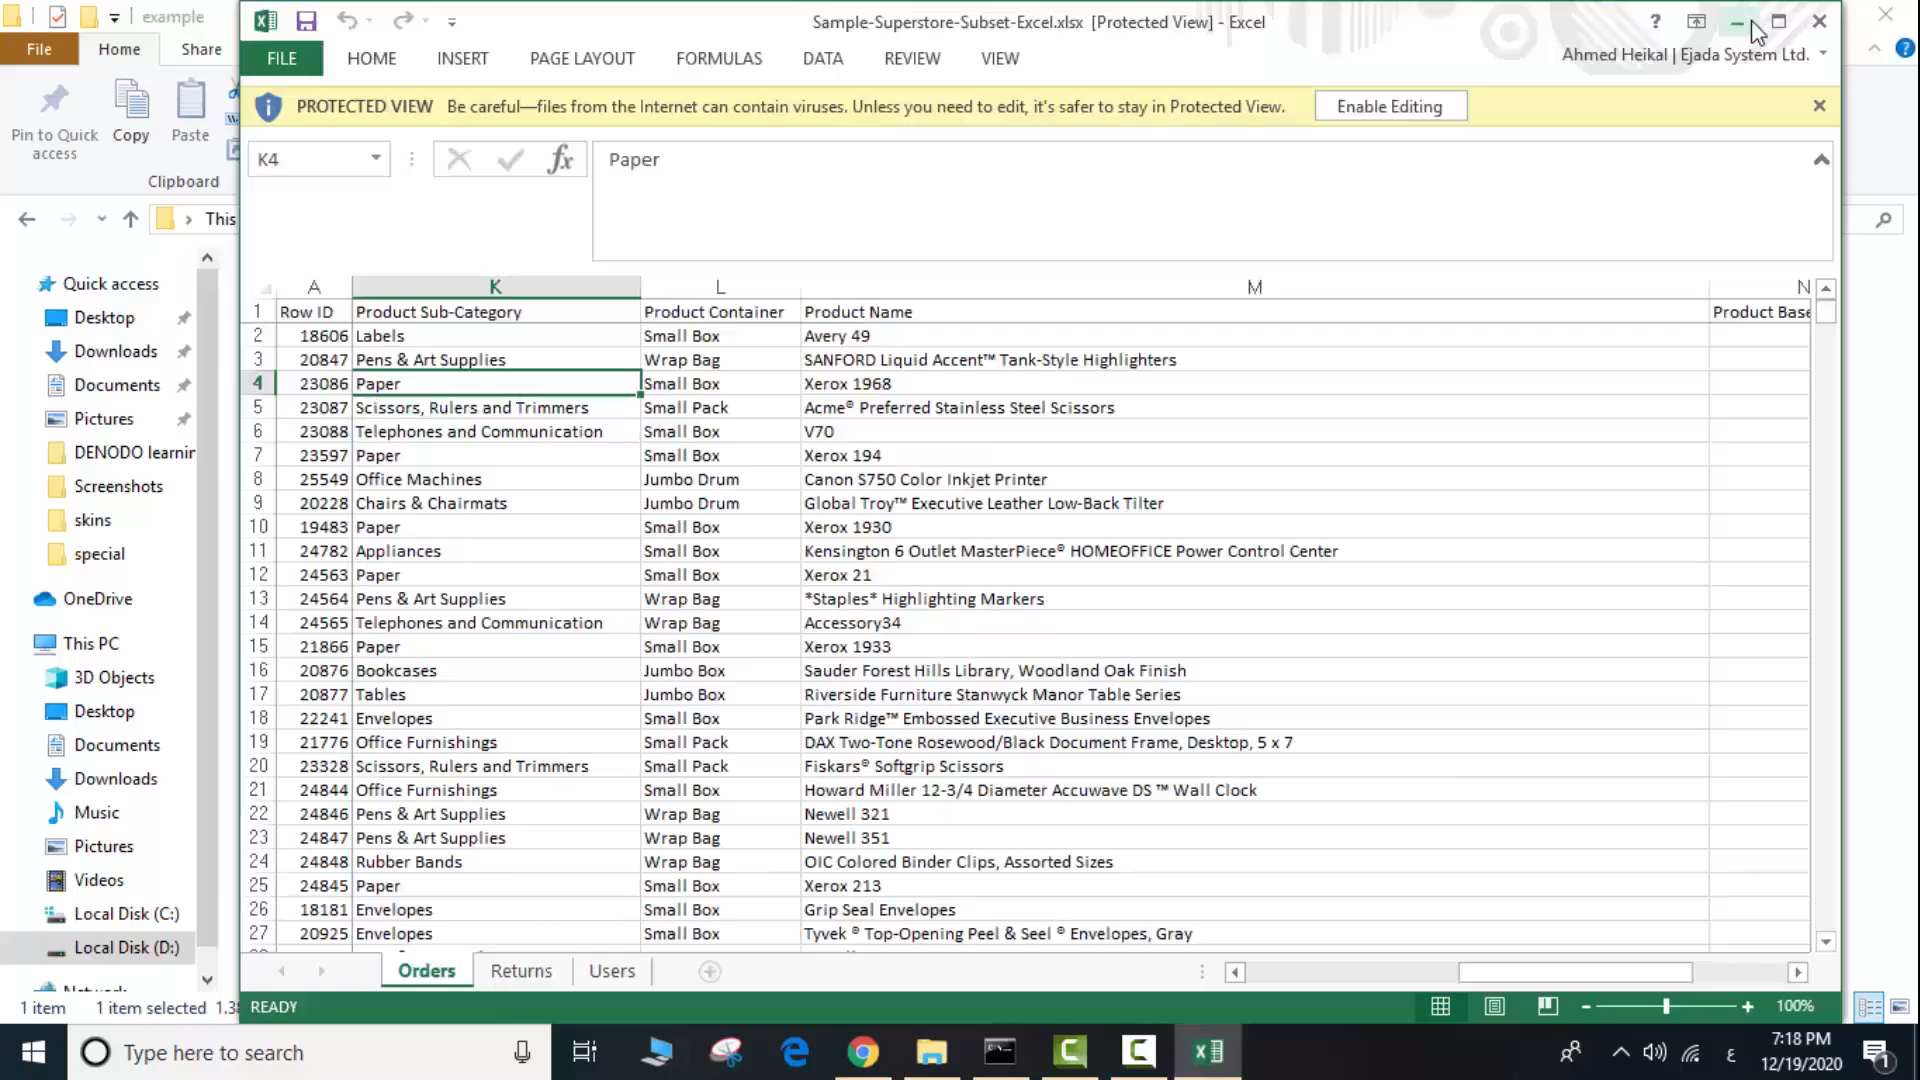 example
Sample-Superstore-Subset-Excel.xlsx [Protected View] - Excel
File Home Share
FILE HOME INSERT PAGE LAYOUT FORMULAS DATA REVIEW VIEW
Ahmed Heikal | Ejada System Ltd.
PROTECTED VIEW Be careful—files from the Internet can contain viruses. Unless you need to edit, it's safer to stay in Protected View. Enable Editing
Pin to Quick access
Copy
Paste
Clipboard
K4
fx
Paper
This
Quick access
Desktop
Downloads
Documents
Pictures
DENODO learnin
Screenshots
skins
special
OneDrive
This PC
3D Objects
Desktop
Documents
Downloads
Music
Pictures
Videos
Local Disk (C:)
Local Disk (D:)
1 item 1 item selected 1.3
A K L M N
1 Row ID Product Sub-Category Product Container Product Name Product Base
2 18606 Labels Small Box Avery 49
3 20847 Pens & Art Supplies Wrap Bag SANFORD Liquid Accent™ Tank-Style Highlighters
4 23086 Paper Small Box Xerox 1968
5 23087 Scissors, Rulers and Trimmers Small Pack Acme® Preferred Stainless Steel Scissors
6 23088 Telephones and Communication Small Box V70
7 23597 Paper Small Box Xerox 194
8 25549 Office Machines Jumbo Drum Canon S750 Color Inkjet Printer
9 20228 Chairs & Chairmats Jumbo Drum Global Troy™ Executive Leather Low-Back Tilter
10 19483 Paper Small Box Xerox 1930
11 24782 Appliances Small Box Kensington 6 Outlet MasterPiece® HOMEOFFICE Power Control Center
12 24563 Paper Small Box Xerox 21
13 24564 Pens & Art Supplies Wrap Bag *Staples* Highlighting Markers
14 24565 Telephones and Communication Wrap Bag Accessory34
15 21866 Paper Small Box Xerox 1933
16 20876 Bookcases Jumbo Box Sauder Forest Hills Library, Woodland Oak Finish
17 20877 Tables Jumbo Box Riverside Furniture Stanwyck Manor Table Series
18 22241 Envelopes Small Box Park Ridge™ Embossed Executive Business Envelopes
19 21776 Office Furnishings Small Pack DAX Two-Tone Rosewood/Black Document Frame, Desktop, 5 x 7
20 23328 Scissors, Rulers and Trimmers Small Pack Fiskars® Softgrip Scissors
21 24844 Office Furnishings Small Box Howard Miller 12-3/4 Diameter Accuwave DS ™ Wall Clock
22 24846 Pens & Art Supplies Wrap Bag Newell 321
23 24847 Pens & Art Supplies Wrap Bag Newell 351
24 24848 Rubber Bands Wrap Bag OIC Colored Binder Clips, Assorted Sizes
25 24845 Paper Small Box Xerox 213
26 18181 Envelopes Small Box Grip Seal Envelopes
27 20925 Envelopes Small Box Tyvek ® Top-Opening Peel & Seel ® Envelopes, Gray
Orders Returns Users
READY
100%
Type here to search
ع
7:18 PM
12/19/2020
1